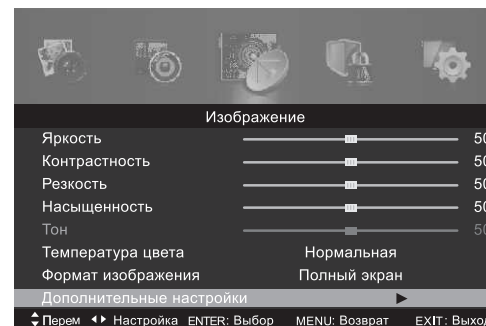 Изображение
Яркость 50
Контрастность 50
Резкость 50
Насыщенность 50
Тон 50
Температура цвета Нормальная
Формат изображения Полный экран
Дополнительные настройки
Перем Настройка ENTER: Выбор MENU: Возврат EXIT: Выход